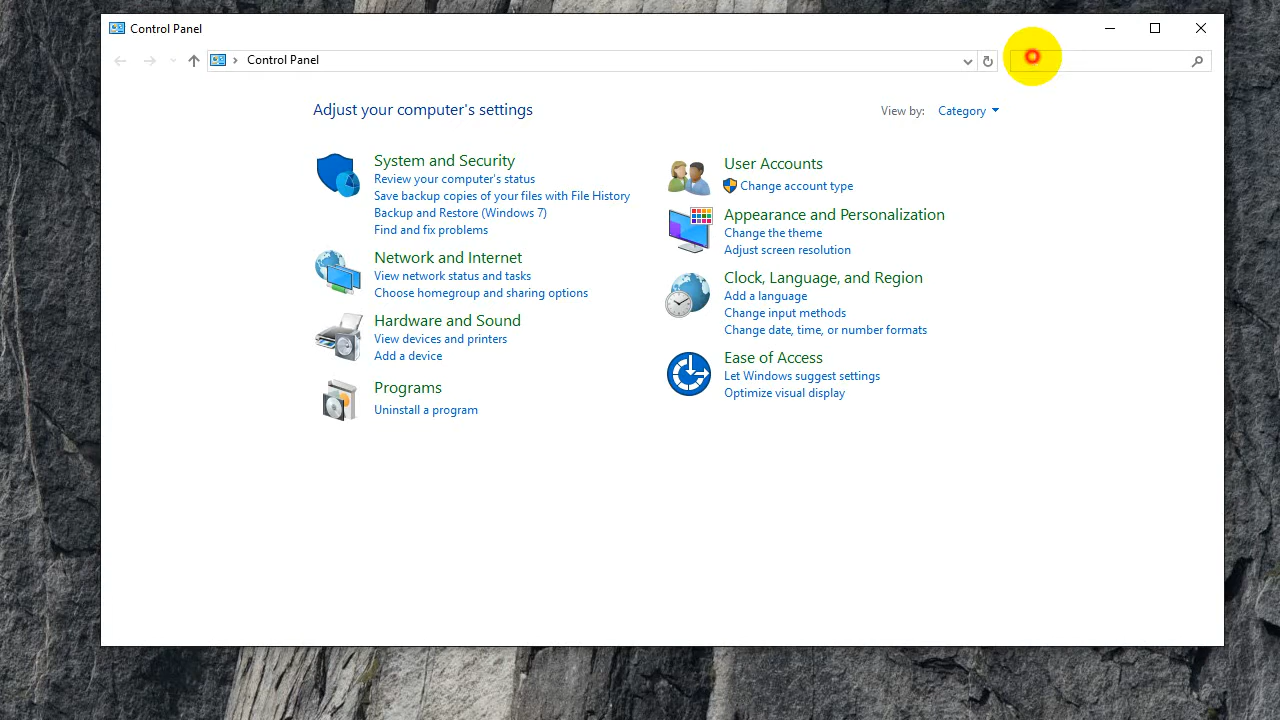 Control Panel
Control Panel
Adjust your computer's settings
View by: Category
System and Security
Review your computer's status
Save backup copies of your files with File History
Backup and Restore (Windows 7)
Find and fix problems
Network and Internet
View network status and tasks
Choose homegroup and sharing options
Hardware and Sound
View devices and printers
Add a device
Programs
Uninstall a program
User Accounts
Change account type
Appearance and Personalization
Change the theme
Adjust screen resolution
Clock, Language, and Region
Add a language
Change input methods
Change date, time, or number formats
Ease of Access
Let Windows suggest settings
Optimize visual display